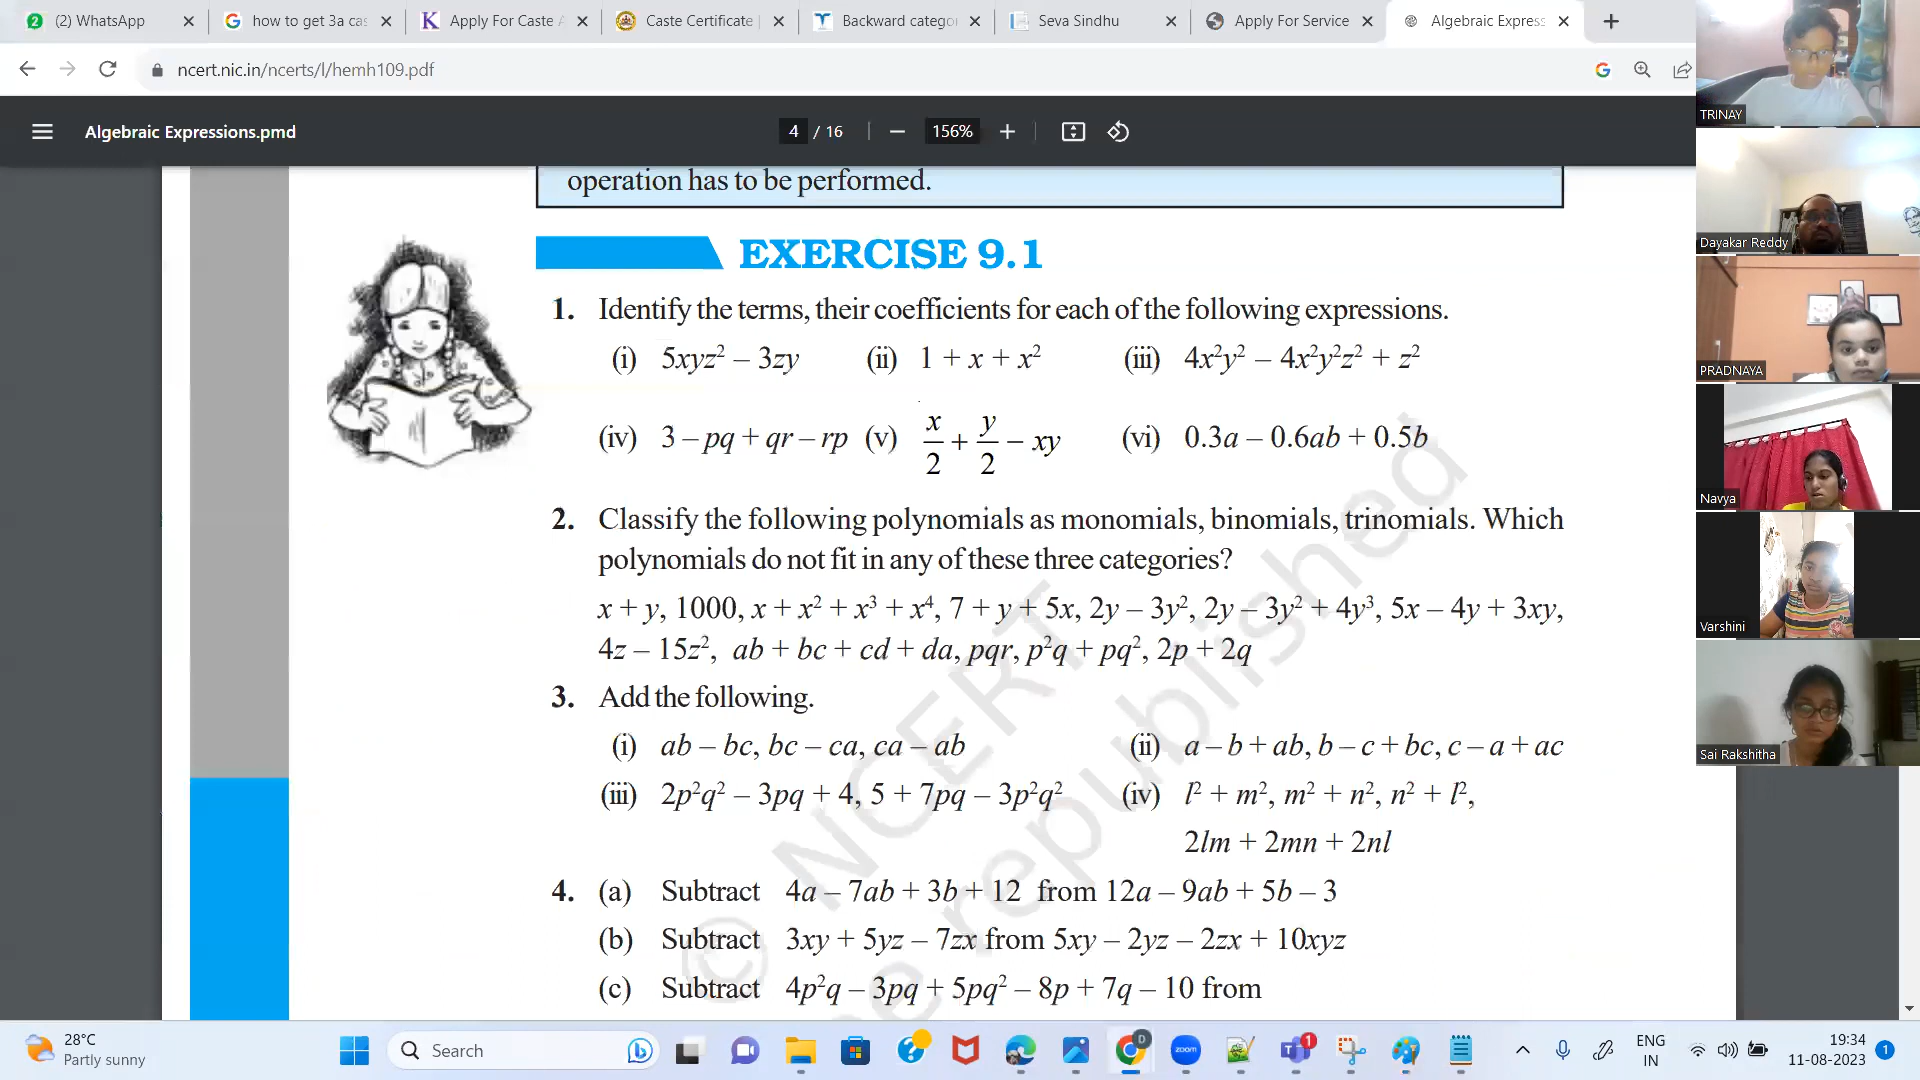 (2) WhatsApp
how to get 3a cas
Apply For Caste A
Caste Certificate
Backward catego
Seva Sindhu
Apply For Service
Algebraic Express
ncert.nic.in/ncerts/l/hemh109.pdf
Algebraic Expressions.pmd
4 / 16
156%
operation has to be performed.
EXERCISE 9.1
1. Identify the terms, their coefficients for each of the following expressions.
(i) 5xyz² – 3zy (ii) 1 + x + x² (iii) 4x²y² – 4x²y²z² + z²
(iv) 3 – pq + qr – rp (v) x/2 + y/2 – xy (vi) 0.3a – 0.6ab + 0.5b
2. Classify the following polynomials as monomials, binomials, trinomials. Which
polynomials do not fit in any of these three categories?
x + y, 1000, x + x² + x³ + x⁴, 7 + y + 5x, 2y – 3y², 2y – 3y² + 4y³, 5x – 4y + 3xy,
4z – 15z², ab + bc + cd + da, pqr, p²q + pq², 2p + 2q
3. Add the following.
(i) ab – bc, bc – ca, ca – ab (ii) a – b + ab, b – c + bc, c – a + ac
(iii) 2p²q² – 3pq + 4, 5 + 7pq – 3p²q² (iv) l² + m², m² + n², n² + l²,
2lm + 2mn + 2nl
4. (a) Subtract 4a – 7ab + 3b + 12 from 12a – 9ab + 5b – 3
(b) Subtract 3xy + 5yz – 7zx from 5xy – 2yz – 2zx + 10xyz
(c) Subtract 4p²q – 3pq + 5pq² – 8p + 7q – 10 from
© NCERT
be republished
TRINAY
Dayakar Reddy
PRADNAYA
Navya
Varshini
Sai Rakshitha
28°C
Partly sunny
Search
D
zoom
1
ENG
IN
19:34
11-08-2023
1